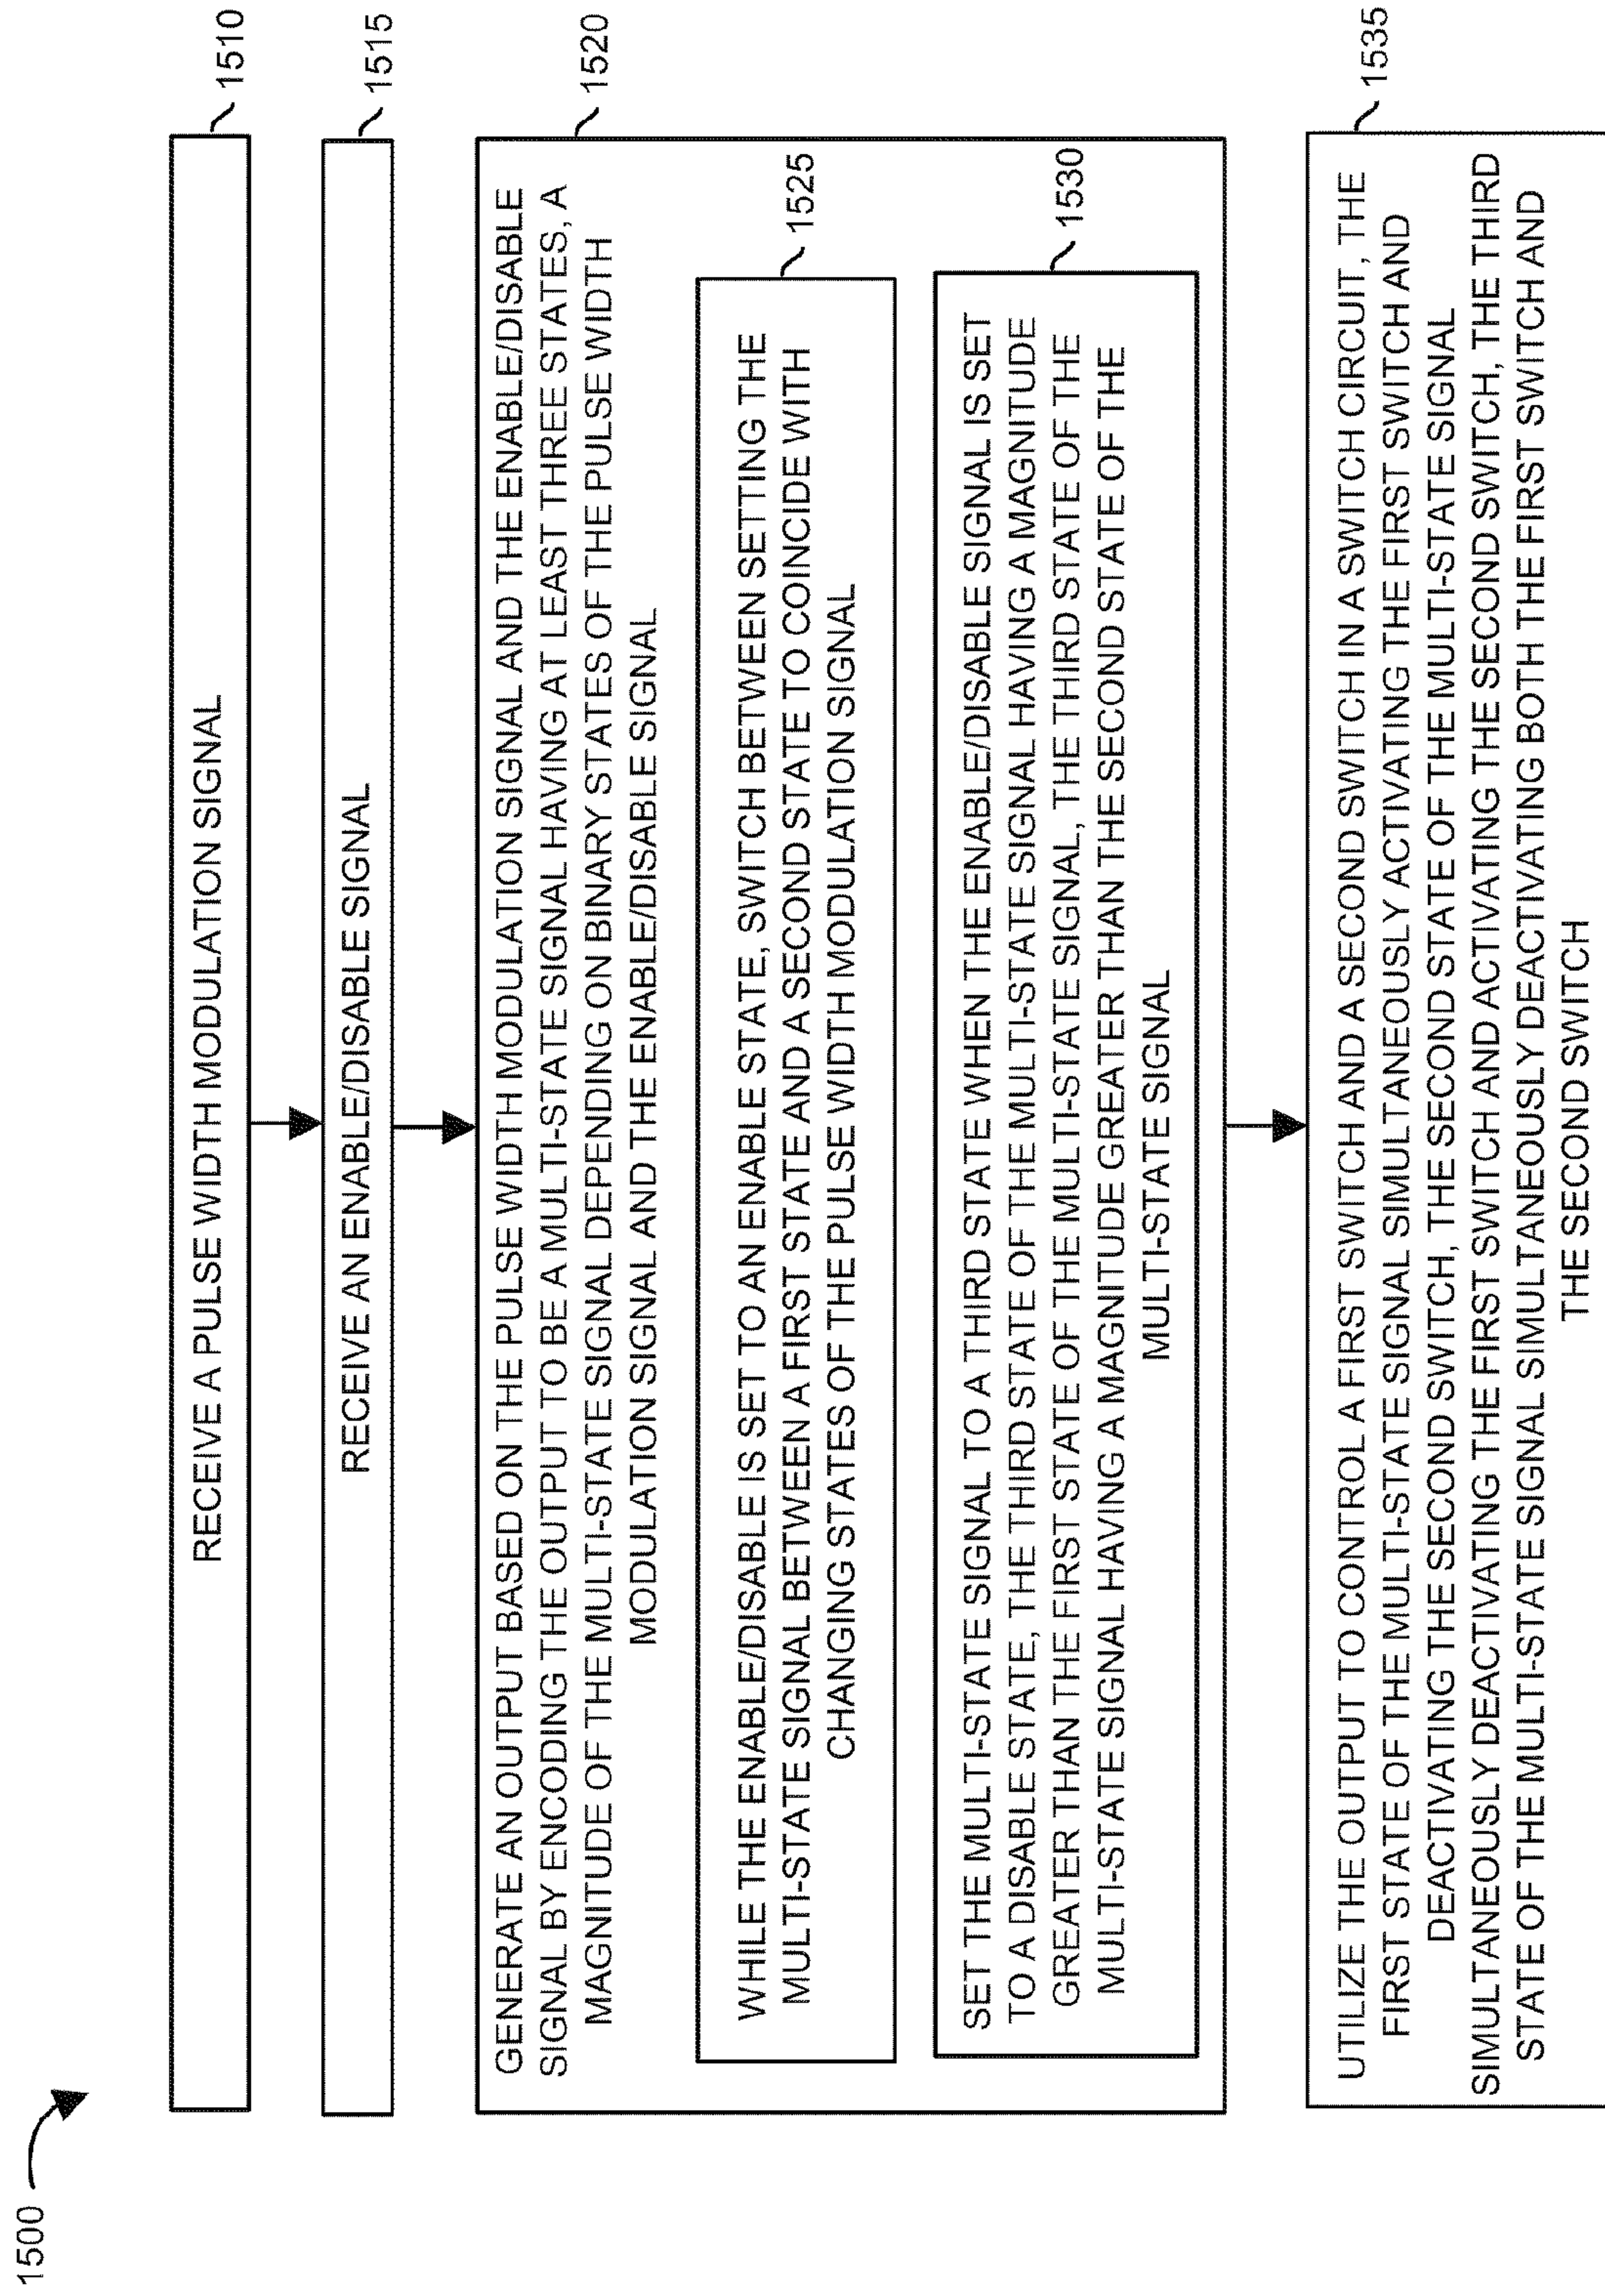 1500
RECEIVE A PULSE WIDTH MODULATION SIGNAL
1510
RECEIVE AN ENABLE/DISABLE SIGNAL
1515
GENERATE AN OUTPUT BASED ON THE PULSE WIDTH MODULATION SIGNAL AND THE ENABLE/DISABLE
SIGNAL BY ENCODING THE OUTPUT TO BE A MULTI-STATE SIGNAL HAVING AT LEAST THREE STATES, A
MAGNITUDE OF THE MULTI-STATE SIGNAL DEPENDING ON BINARY STATES OF THE PULSE WIDTH
MODULATION SIGNAL AND THE ENABLE/DISABLE SIGNAL
1520
WHILE THE ENABLE/DISABLE IS SET TO AN ENABLE STATE, SWITCH BETWEEN SETTING THE
MULTI-STATE SIGNAL BETWEEN A FIRST STATE AND A SECOND STATE TO COINCIDE WITH
CHANGING STATES OF THE PULSE WIDTH MODULATION SIGNAL
1525
SET THE MULTI-STATE SIGNAL TO A THIRD STATE WHEN THE ENABLE/DISABLE SIGNAL IS SET
TO A DISABLE STATE, THE THIRD STATE OF THE MULTI-STATE SIGNAL HAVING A MAGNITUDE
GREATER THAN THE FIRST STATE OF THE MULTI-STATE SIGNAL, THE THIRD STATE OF THE
MULTI-STATE SIGNAL HAVING A MAGNITUDE GREATER THAN THE SECOND STATE OF THE
MULTI-STATE SIGNAL
1530
UTILIZE THE OUTPUT TO CONTROL A FIRST SWITCH AND A SECOND SWITCH IN A SWITCH CIRCUIT, THE
FIRST STATE OF THE MULTI-STATE SIGNAL SIMULTANEOUSLY ACTIVATING THE FIRST SWITCH AND
DEACTIVATING THE SECOND SWITCH, THE SECOND STATE OF THE MULTI-STATE SIGNAL
SIMULTANEOUSLY DEACTIVATING THE FIRST SWITCH AND ACTIVATING THE SECOND SWITCH, THE THIRD
STATE OF THE MULTI-STATE SIGNAL SIMULTANEOUSLY DEACTIVATING BOTH THE FIRST SWITCH AND
THE SECOND SWITCH
1535